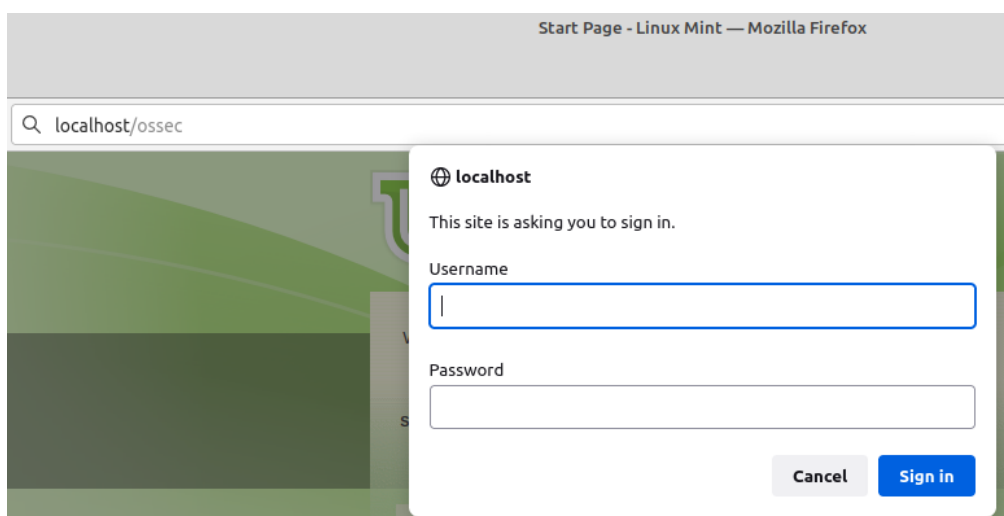 Start Page - Linux Mint — Mozilla Firefox
localhost/ossec
localhost
This site is asking you to sign in.
Username
Password
Cancel Sign in